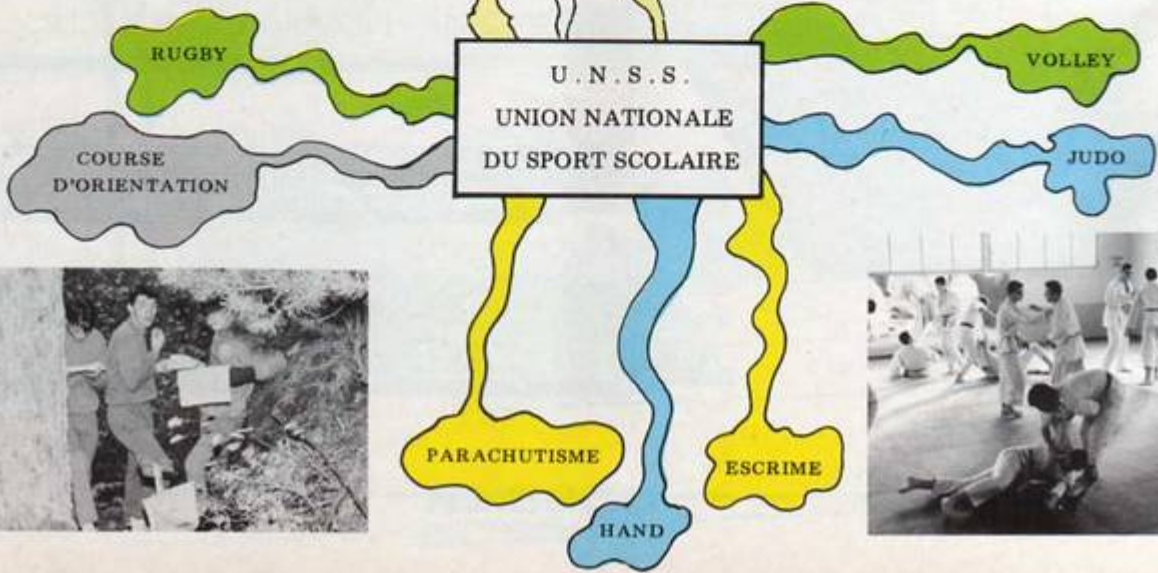 RUGBY
U.N.S.S.
UNION NATIONALE
DU SPORT SCOLAIRE
VOLLEY
COURSE
D'ORIENTATION
JUDO
PARACHUTISME
ESCRIME
HAND